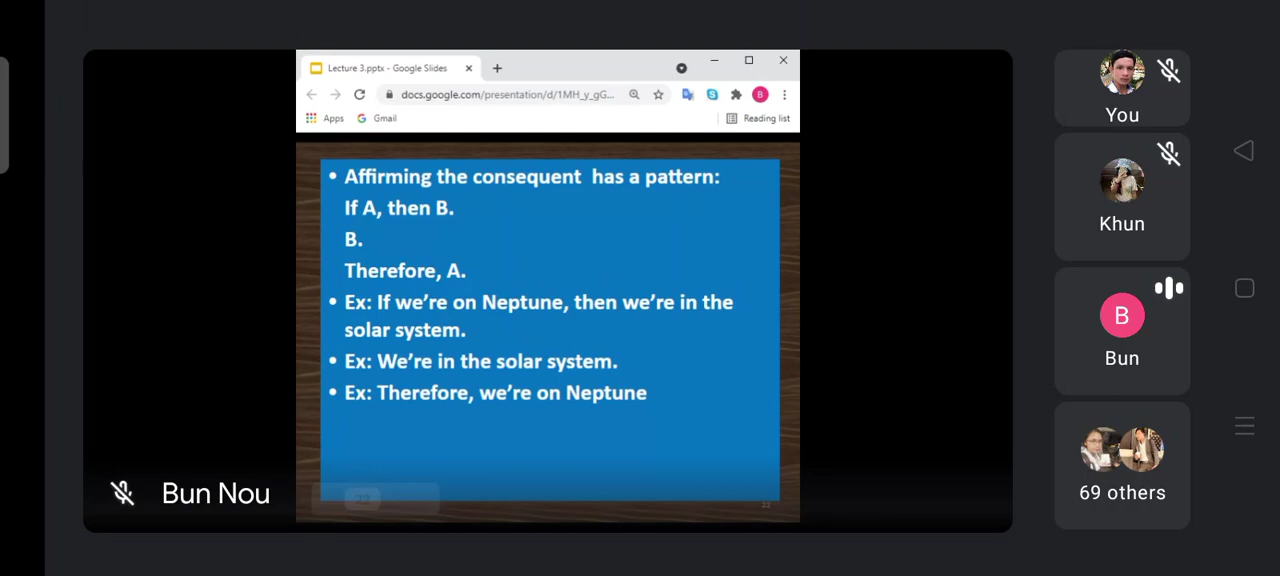 Lecture 3.pptx - Google Slides
docs.google.com/presentation/d/1MH_y_gG...
Apps Gmail Reading list
• Affirming the consequent has a pattern:
If A, then B.
B.
Therefore, A.
• Ex: If we’re on Neptune, then we’re in the
solar system.
• Ex: We’re in the solar system.
• Ex: Therefore, we’re on Neptune
22
22
Bun Nou
You
Khun
B
Bun
69 others